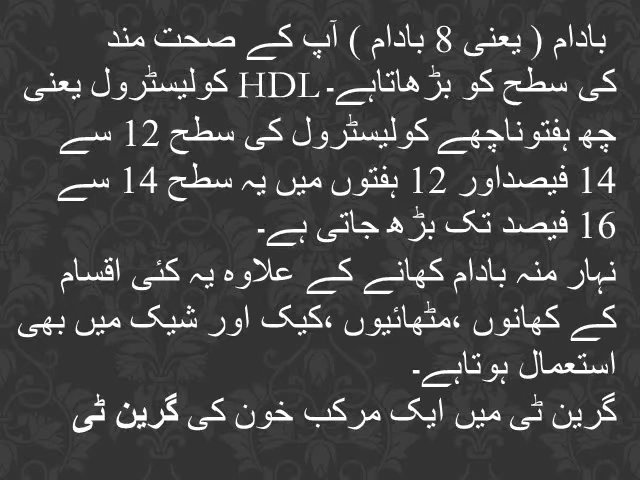 بادام ( یعنی 8 بادام ) آپ کے صحت مند
کی سطح کو بڑھاتاہے۔HDL کولیسٹرول یعنی
چھ ہفتوناچھے کولیسٹرول کی سطح 12 سے
14 فیصداور 12 ہفتوں میں یہ سطح 14 سے
16 فیصد تک بڑھ جاتی ہے۔
نہار منہ بادام کھانے کے علاوہ یہ کئی اقسام
کے کھانوں ،مٹھائیوں ،کیک اور شیک میں بھی
استعمال ہوتاہے۔
گرین ٹی میں ایک مرکب خون کی گرین ٹی